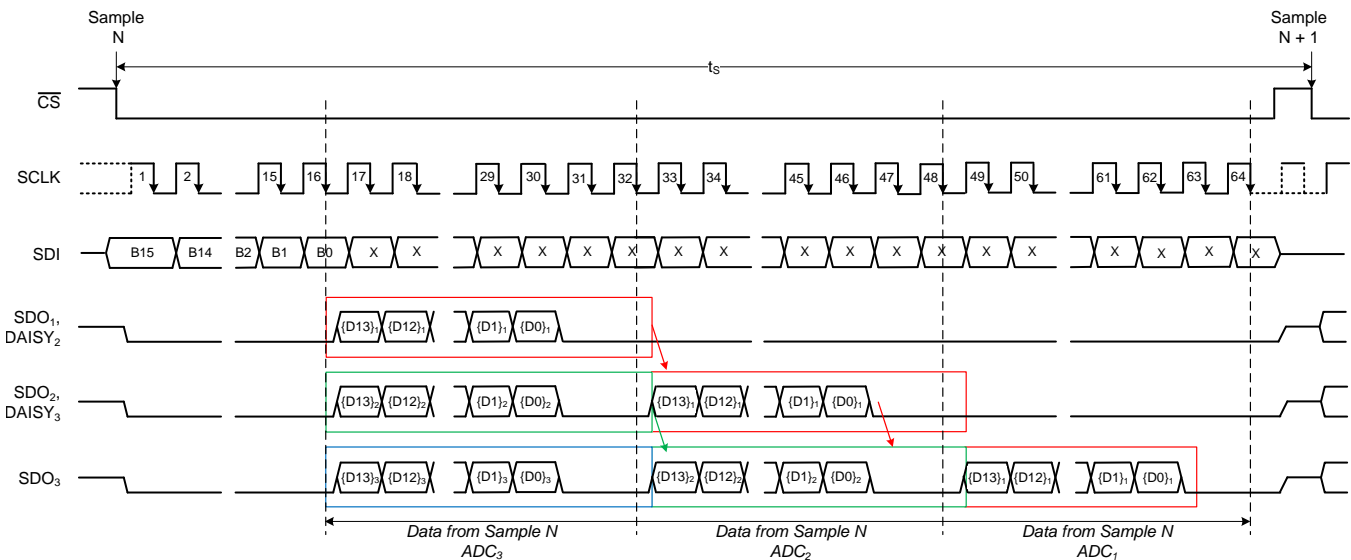 Sample Sample
N N + 1
tS
CS
SCLK 1 2 15 16 17 18 29 30 31 32 33 34 45 46 47 48 49 50 61 62 63 64
SDI B15 B14 B2 B1 B0 X X X X X X X X X X X X X X X X X X
SDO1,
DAISY2 {D13}1 {D12}1 {D1}1 {D0}1
SDO2,
DAISY3 {D13}2 {D12}2 {D1}2 {D0}2 {D13}1 {D12}1 {D1}1 {D0}1
SDO3 {D13}3 {D12}3 {D1}3 {D0}3 {D13}2 {D12}2 {D1}2 {D0}2 {D13}1 {D12}1 {D1}1 {D0}1
Data from Sample N Data from Sample N Data from Sample N
ADC3 ADC2 ADC1